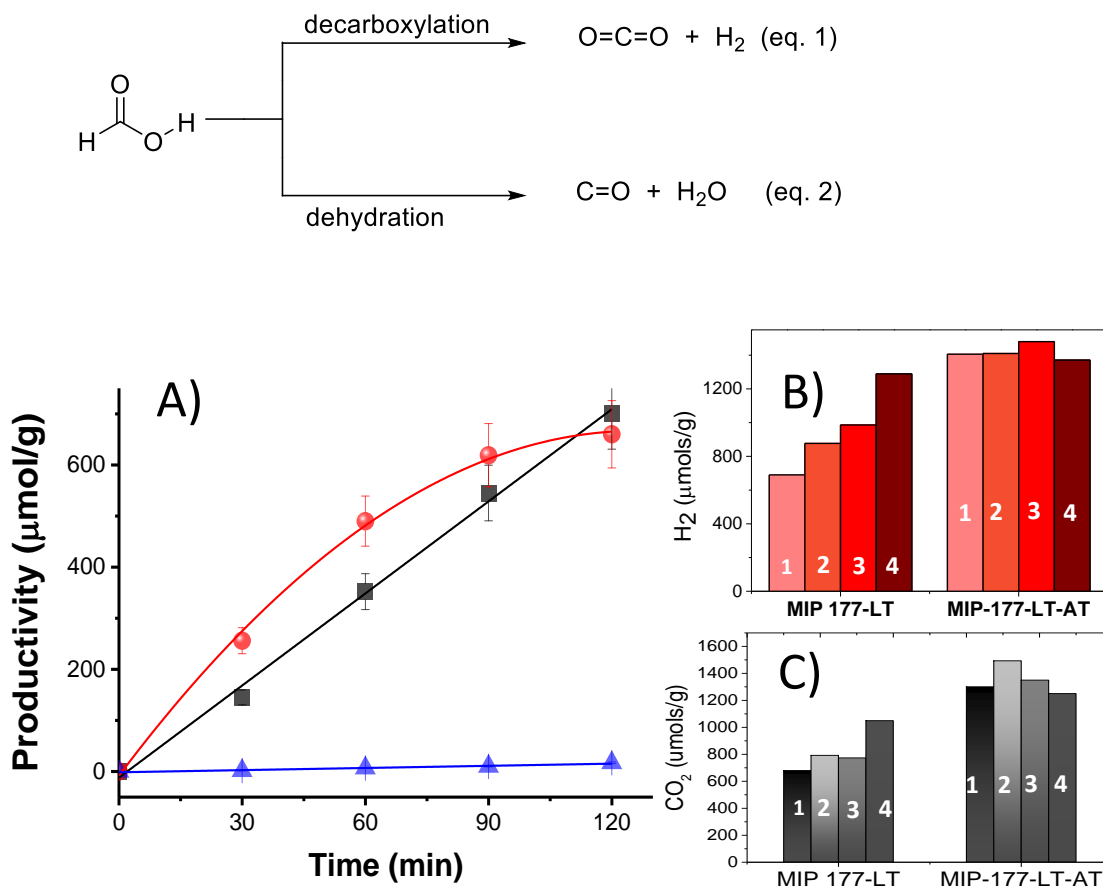 decarboxylation
O=C=O + H₂ (eq. 1)
O
H
O
H
C=O + H₂O (eq. 2)
dehydration
A)
Productivity (μmol/g)
600
400
200
0
0 30 60 90 120
Time (min)
B)
H2 (μmols/g)
1200
800
400
0
1 2 3 4 1 2 3 4
MIP 177-LT MIP-177-LT-AT
C)
CO₂ (umols/g)
1600
1400
1200
1000
800
600
400
200
0
1 2 3 4 1 2 3 4
MIP 177-LT MIP-177-LT-AT